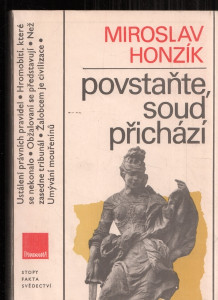 MIROSLAV
HONZÍK
povstaňte,
soud
přichází
Ustálení právních pravidel • Hromobití, které
se nekonalo • Obžalovaní se představují • Než
zasedne tribunál • Žalobcem je civilizace •
Umývání mouřenínů
STOPY
FAKTA
SVĚDECTVÍ